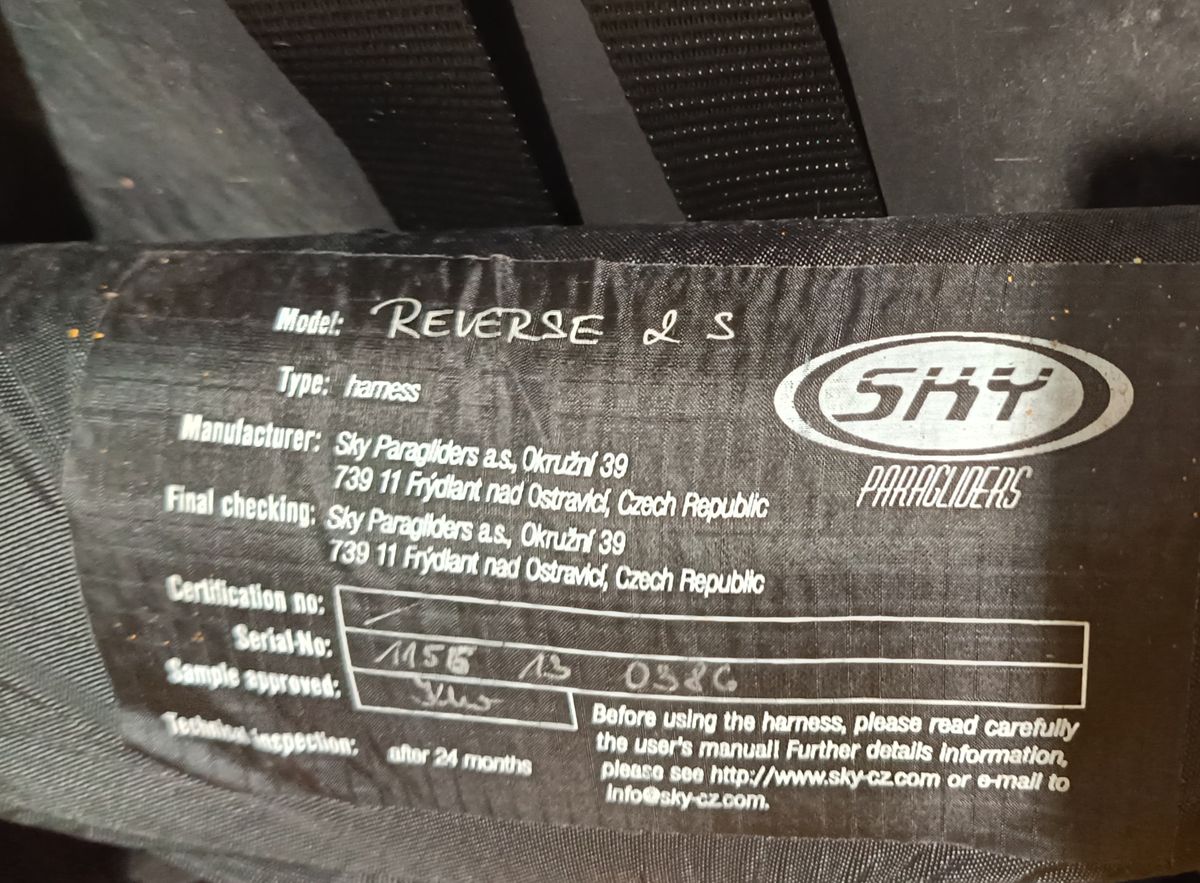 Model: REVERSE 2 S
SKY
PARAGLIDERS
Type: harness
Manufacturer: Sky Paragliders a.s., Okružní 39
739 11 Frýdlant nad Ostravicí, Czech Republic
Final checking: Sky Paragliders a.s., Okružní 39
739 11 Frýdlant nad Ostravicí, Czech Republic
Certification no:
Serial-No: 13
Sample approved:
Technical inspection: after 24 months
Before using the harness, please read carefully
the user's manual! Further details information,
please see http://www.sky-cz.com or e-mail to
info@sky-cz.com.